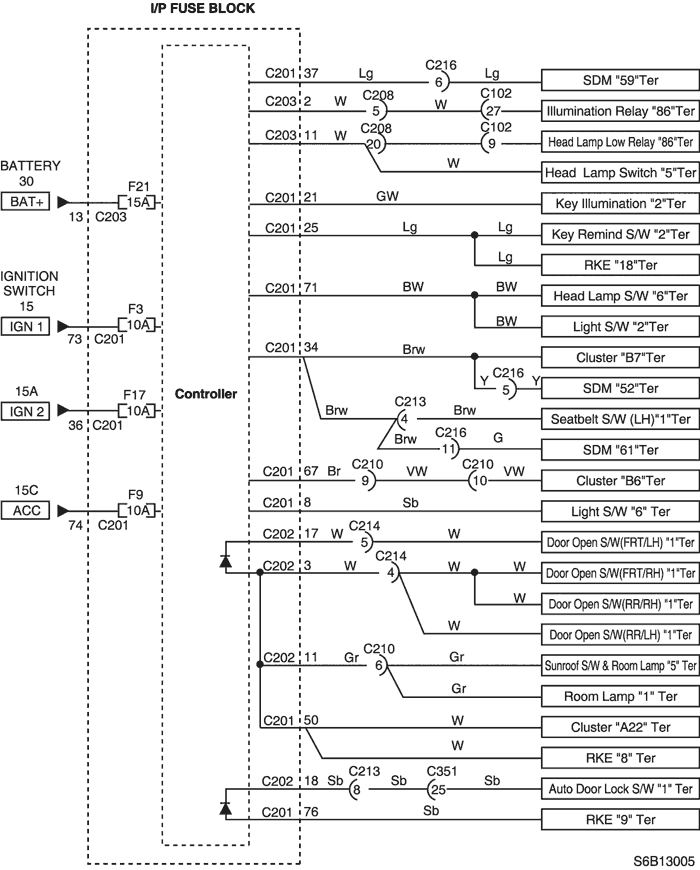 I/P FUSE BLOCK
C201 37 Lg C216 6 Lg SDM "59"Ter
C203 2 W C208 5 W C102 27 Illumination Relay "86"Ter
C203 11 W C208 20 C102 9 Head Lamp Low Relay "86"Ter
W Head Lamp Switch "5"Ter
BATTERY
30
BAT+ 13 C203 F21 15A
C201 21 GW Key Illumination "2"Ter
C201 25 Lg Lg Key Remind S/W "2"Ter
Lg RKE "18"Ter
IGNITION
SWITCH
15
IGN 1 73 C201 F3 10A
C201 71 BW BW Head Lamp S/W "6"Ter
BW Light S/W "2"Ter
C201 34 Brw Cluster "B7"Ter
Y C216 5 Y SDM "52"Ter
15A
IGN 2 36 C201 F17 10A
Controller
Brw C213 4 Brw Seatbelt S/W (LH)"1"Ter
Brw C216 11 G SDM "61"Ter
C201 67 Br C210 9 VW C210 10 VW Cluster "B6"Ter
15C
ACC 74 C201 F9 10A
C201 8 Sb Light S/W "6" Ter
C202 17 W C214 5 W Door Open S/W(FRT/LH) "1"Ter
C202 3 W C214 4 W W Door Open S/W(FRT/RH) "1"Ter
W Door Open S/W(RR/RH) "1"Ter
W Door Open S/W(RR/LH) "1"Ter
C202 11 Gr C210 6 Gr Sunroof S/W & Room Lamp "5" Ter
Gr Room Lamp "1" Ter
C201 50 W Cluster "A22" Ter
W RKE "8" Ter
C202 18 Sb C213 8 Sb C351 25 Sb Auto Door Lock S/W "1" Ter
C201 76 Sb RKE "9" Ter
S6B13005